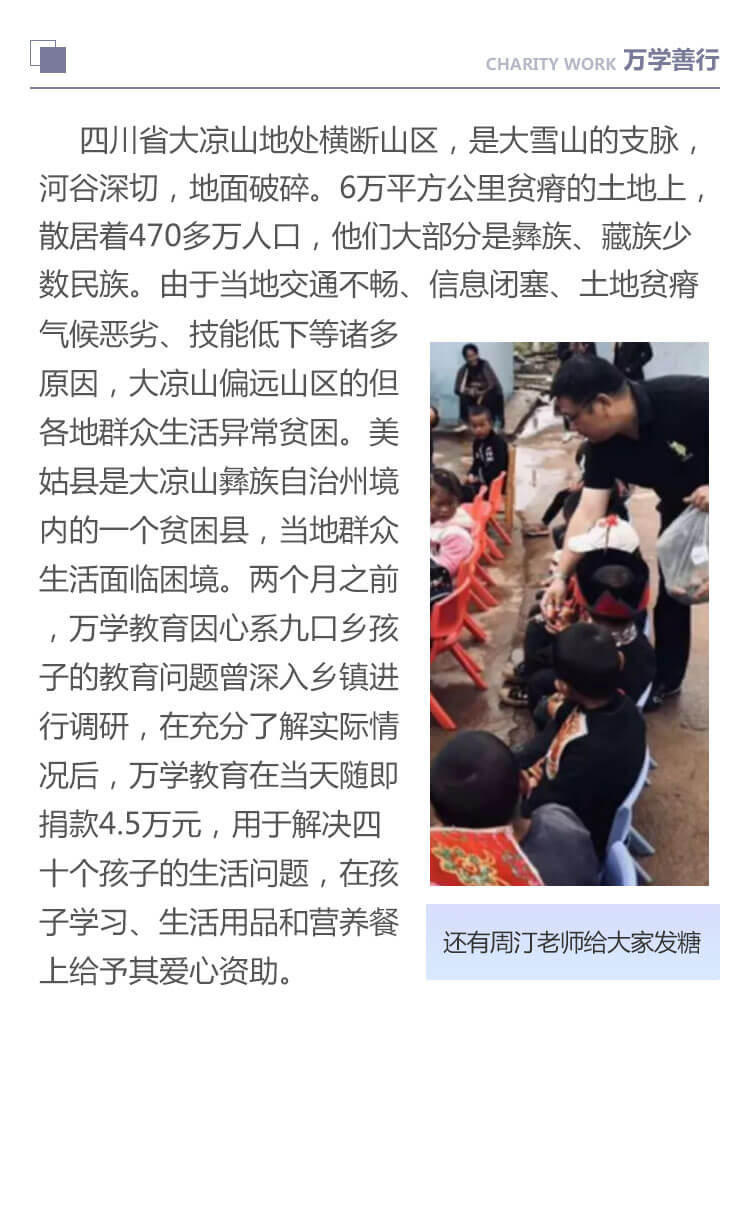 CHARITY WORK 万学善行
四川省大凉山地处横断山区，是大雪山的支脉，
河谷深切，地面破碎。6万平方公里贫瘠的土地上，
散居着470多万人口，他们大部分是彝族、藏族少
数民族。由于当地交通不畅、信息闭塞、土地贫瘠
气候恶劣、技能低下等诸多
原因，大凉山偏远山区的但
各地群众生活异常贫困。美
姑县是大凉山彝族自治州境
内的一个贫困县，当地群众
生活面临困境。两个月之前
，万学教育因心系九口乡孩
子的教育问题曾深入乡镇进
行调研，在充分了解实际情
况后，万学教育在当天随即
捐款4.5万元，用于解决四
十个孩子的生活问题，在孩
子学习、生活用品和营养餐
上给予其爱心资助。
还有周汀老师给大家发糖